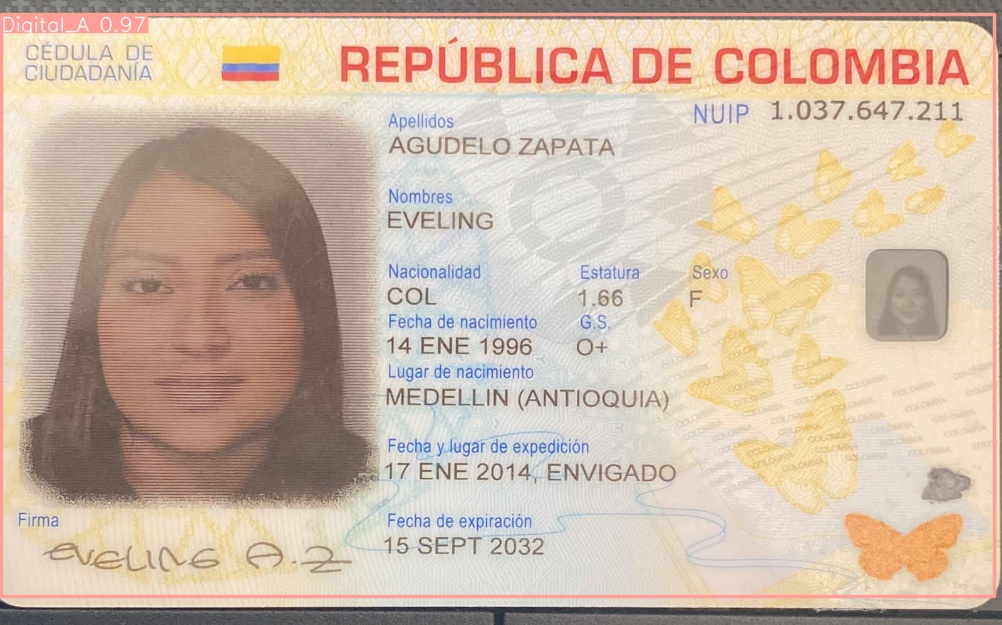 Digital_A 0.97
CÉDULA DE
CIUDADANÍA
REPÚBLICA DE COLOMBIA
NUIP 1.037.647.211
Apellidos
AGUDELO ZAPATA
Nombres
EVELING
Nacionalidad Estatura Sexo
COL 1.66 F
Fecha de nacimiento G.S.
14 ENE 1996 O+
Lugar de nacimiento
MEDELLIN (ANTIOQUIA)
Fecha y lugar de expedición
17 ENE 2014, ENVIGADO
Fecha de expiración
15 SEPT 2032
Firma
EVELING A.Z